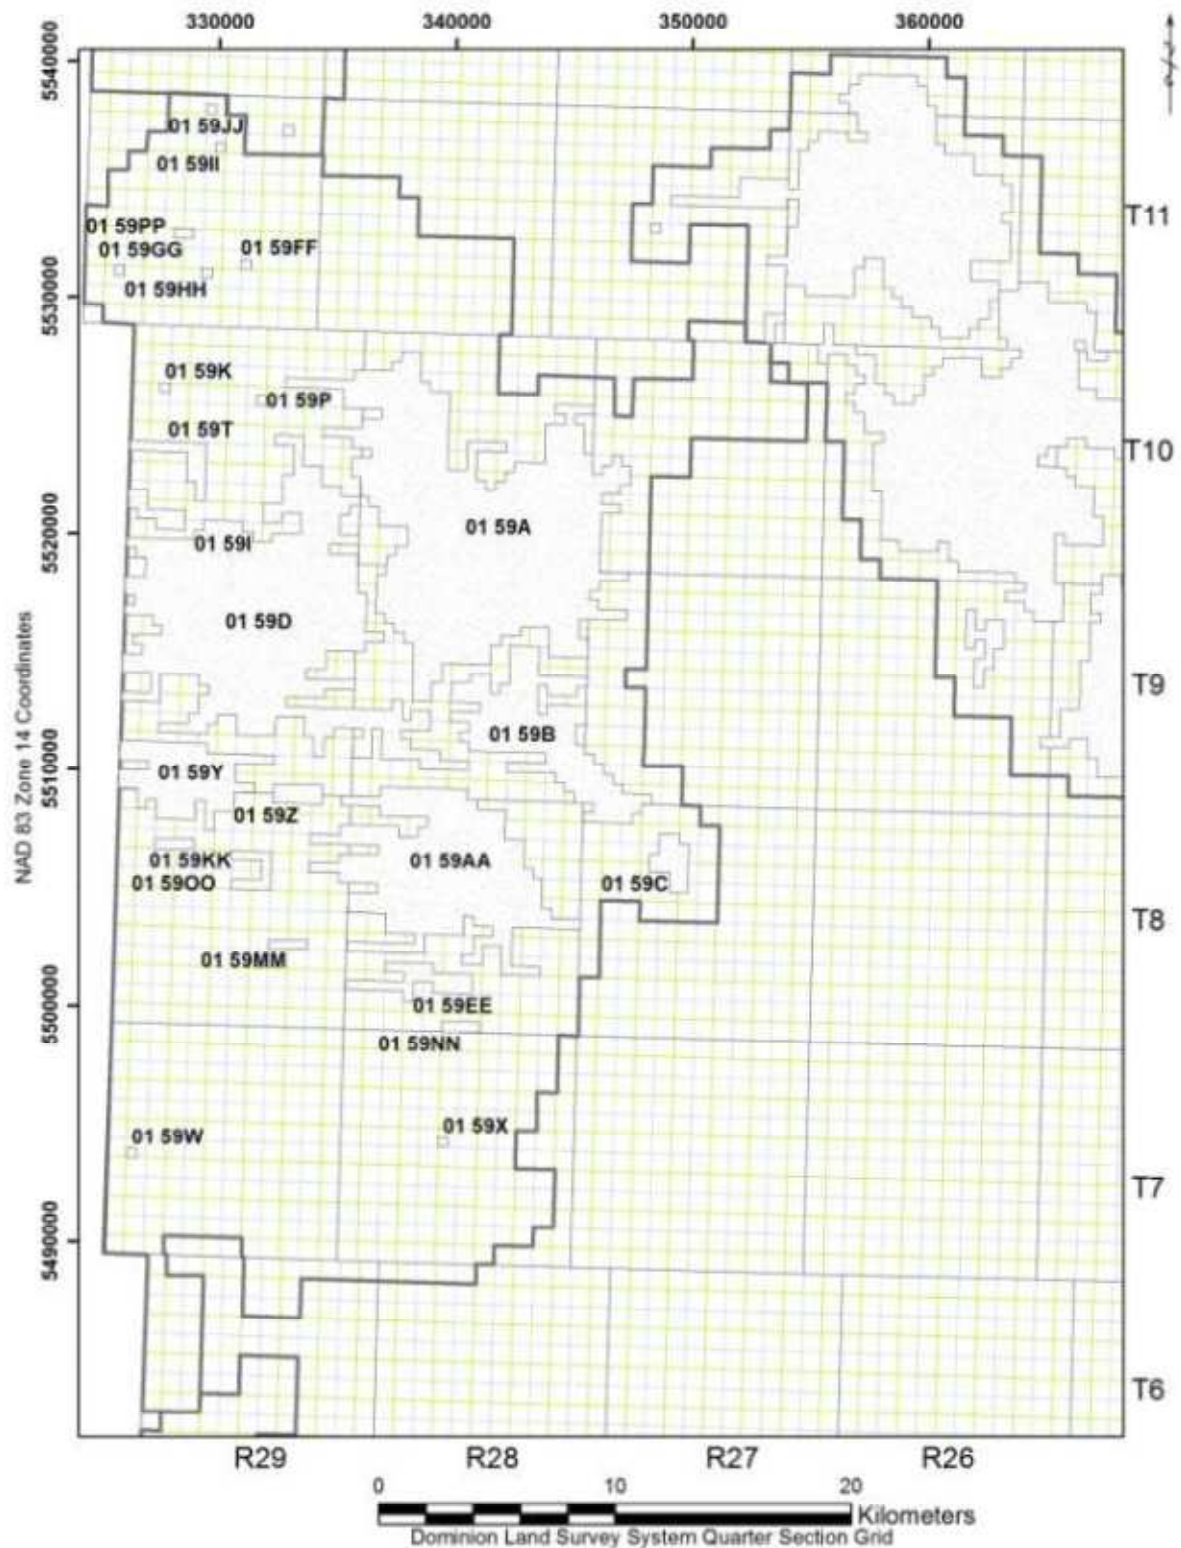 330000 340000 350000 360000
5540000
01 59JJ
01 59II
T11
01 59PP
01 59GG 01 59FF
01 59HH
5530000
01 59K
01 59P
01 59T
T10
5520000
01 59A
01 59I
01 59D
NAD 83 Zone 14 Coordinates
T9
01 59B
5510000
01 59Y
01 59Z
01 59KK 01 59AA
01 59OO 01 59C
T8
01 59MM
5500000
01 59EE
01 59NN
01 59X
01 59W
T7
5490000
T6
R29 R28 R27 R26
0 10 20
Kilometers
Dominion Land Survey System Quarter Section Grid